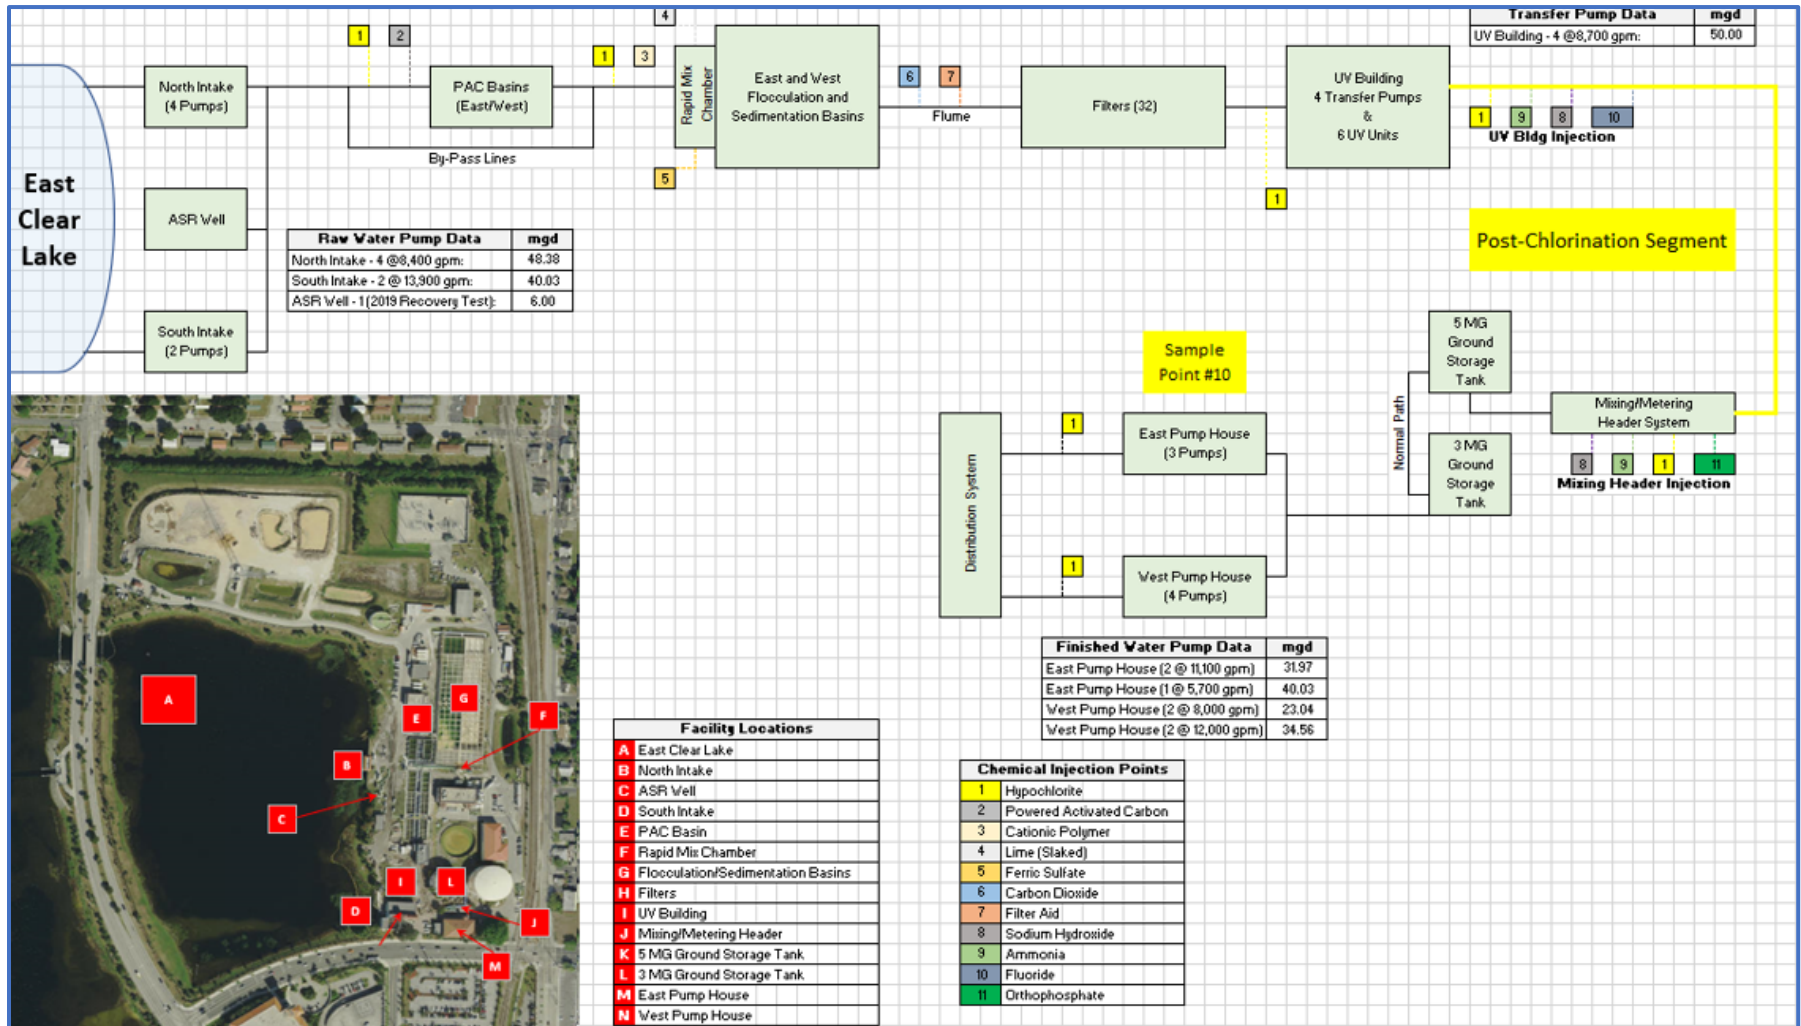 4
1
2
1
3
North Intake
(4 Pumps)
PAC Basins
(East/West)
By-Pass Lines
Rapid Mix
Chamber
5
East and West
Flocculation and
Sedimentation Basins
6
7
Flume
Filters (32)
1
UV Building
4 Transfer Pumps
&
6 UV Units
Transfer Pump Data mgd
UV Building - 4 @8,700 gpm: 50.00
1
9
8
10
UV Bldg Injection
Post-Chlorination Segment
East
Clear
Lake
ASR Well
South Intake
(2 Pumps)
Raw Water Pump Data mgd
North Intake - 4 @8,400 gpm: 48.38
South Intake - 2 @ 13,900 gpm: 40.03
ASR Well - 1(2019 Recovery Test): 6.00
Sample
Point #10
5 MG
Ground
Storage
Tank
Normal Path
3 MG
Ground
Storage
Tank
Mixing/Metering
Header System
8
9
1
11
Mixing Header Injection
Distribution System
1
East Pump House
(3 Pumps)
1
West Pump House
(4 Pumps)
Finished Water Pump Data mgd
East Pump House (2 @ 11,100 gpm) 31.97
East Pump House (1 @ 5,700 gpm) 40.03
West Pump House (2 @ 8,000 gpm) 23.04
West Pump House (2 @ 12,000 gpm) 34.56
A
B
C
D
E
G
F
I
L
J
M
Facility Locations
A East Clear Lake
B North Intake
C ASR Well
D South Intake
E PAC Basin
F Rapid Mix Chamber
G Flocculation/Sedimentation Basins
H Filters
I UV Building
J Mixing/Metering Header
K 5 MG Ground Storage Tank
L 3 MG Ground Storage Tank
M East Pump House
N West Pump House
Chemical Injection Points
1 Hypochlorite
2 Powered Activated Carbon
3 Cationic Polymer
4 Lime (Slaked)
5 Ferric Sulfate
6 Carbon Dioxide
7 Filter Aid
8 Sodium Hydroxide
9 Ammonia
10 Fluoride
11 Orthophosphate